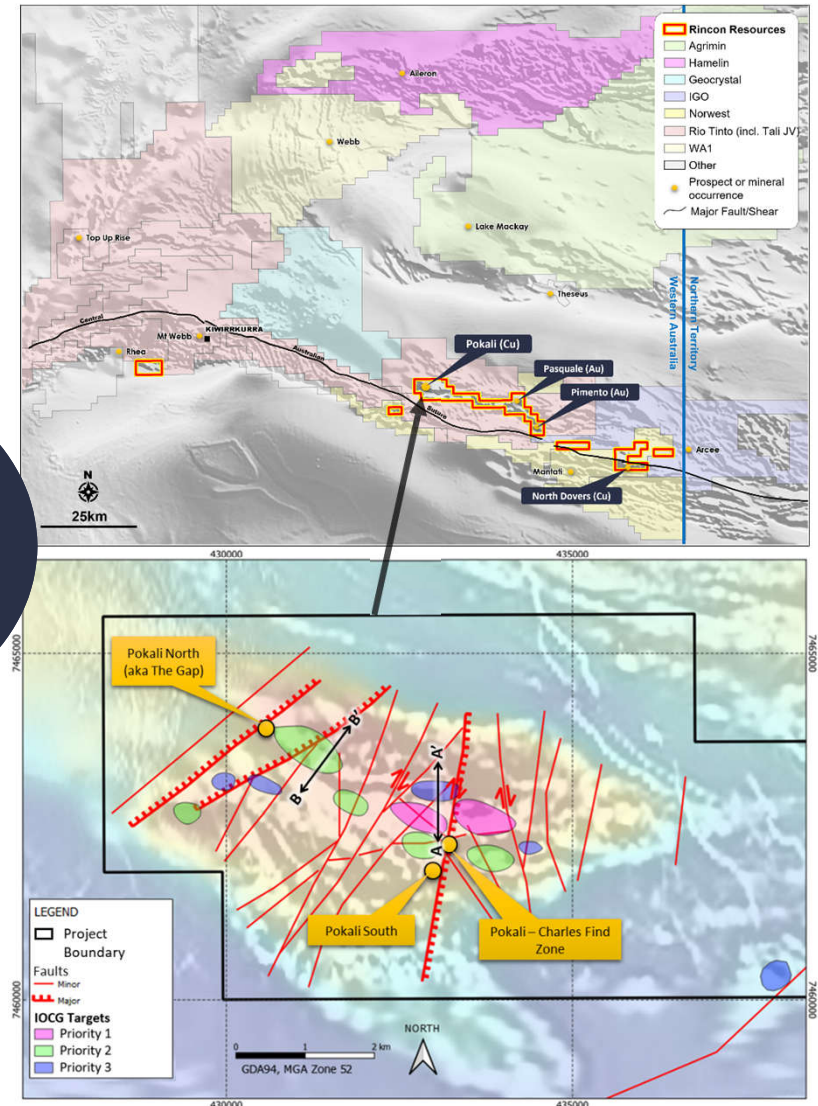 Rincon Resources
Agrimin
Hamelin
Geocrystal
IGO
Norwest
Rio Tinto (incl. Tali JV)
WA1
Other
Prospect or mineral
occurrence
Major Fault/Shear
Aileron
Webb
Lake Mackay
Top Up Rise
Theseus
Northern Territory
Western Australia
Central
Mt Webb
KIWIRRKURRA
Rhea
Australian
Suture
Pokali (Cu)
Pasquale (Au)
Pimento (Au)
Arcee
Mantati
North Dovers (Cu)
N
25km
430000
435000
7465000
7465000
Pokali North
(aka The Gap)
B'
B
A'
A
Pokali South
Pokali – Charles Find
Zone
LEGEND
Project
Boundary
Faults
Minor
Major
IOCG Targets
Priority 1
Priority 2
Priority 3
7460000
7460000
NORTH
0
1
2 km
GDA94, MGA Zone 52
430000
435000